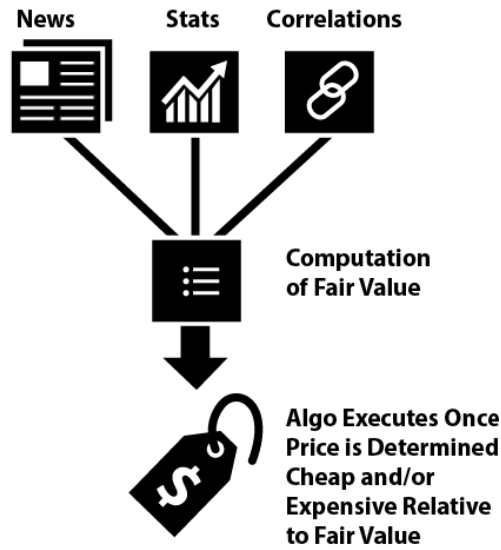 News
Stats
Correlations
Computation
of Fair Value
$
Algo Executes Once
Price is Determined
Cheap and/or
Expensive Relative
to Fair Value